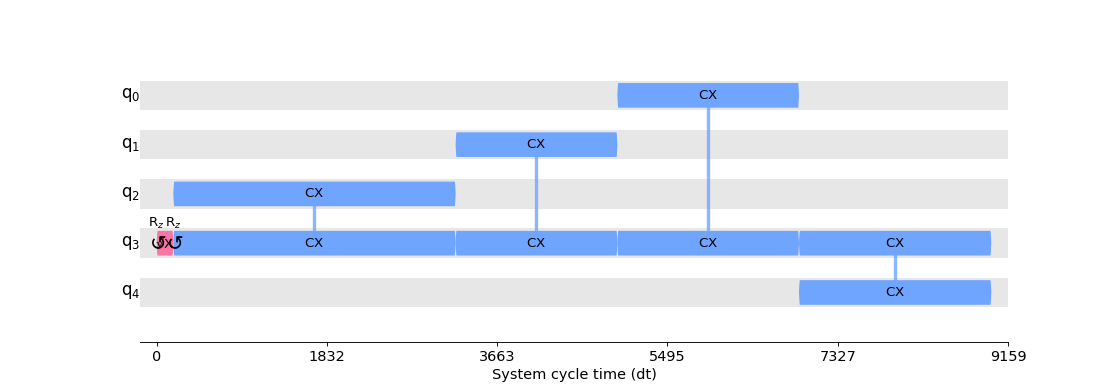 q0 CX
q1 CX
q2 CX
Rz Rz
q3 CX CX CX CX
q4 CX
0 1832 3663 5495 7327 9159
System cycle time (dt)